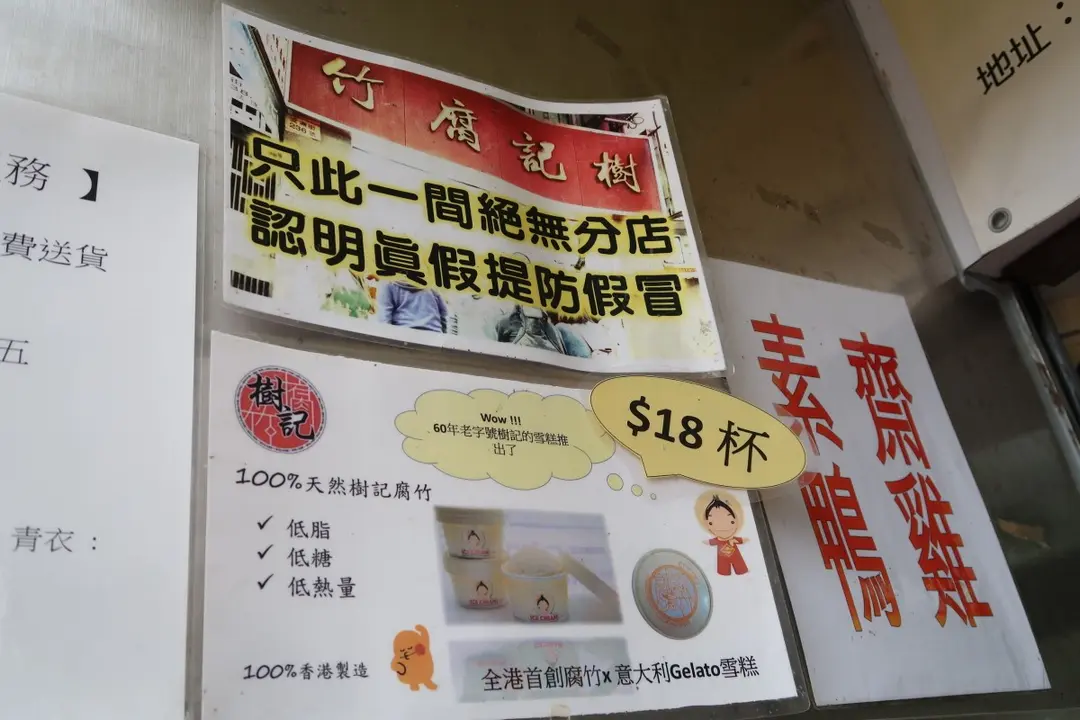 務 】
費送貨
五
青衣：
竹 腐 記 樹
只此一間絕無分店
認明眞假提防假冒
樹記
Wow !!!
60年老字號樹記的雪糕推
出了
$18 杯
100%天然樹記腐竹
✓ 低脂
✓ 低糖
✓ 低熱量
100%香港製造
全港首創腐竹x 意大利Gelato雪糕
齋雞
素鴨
地址：